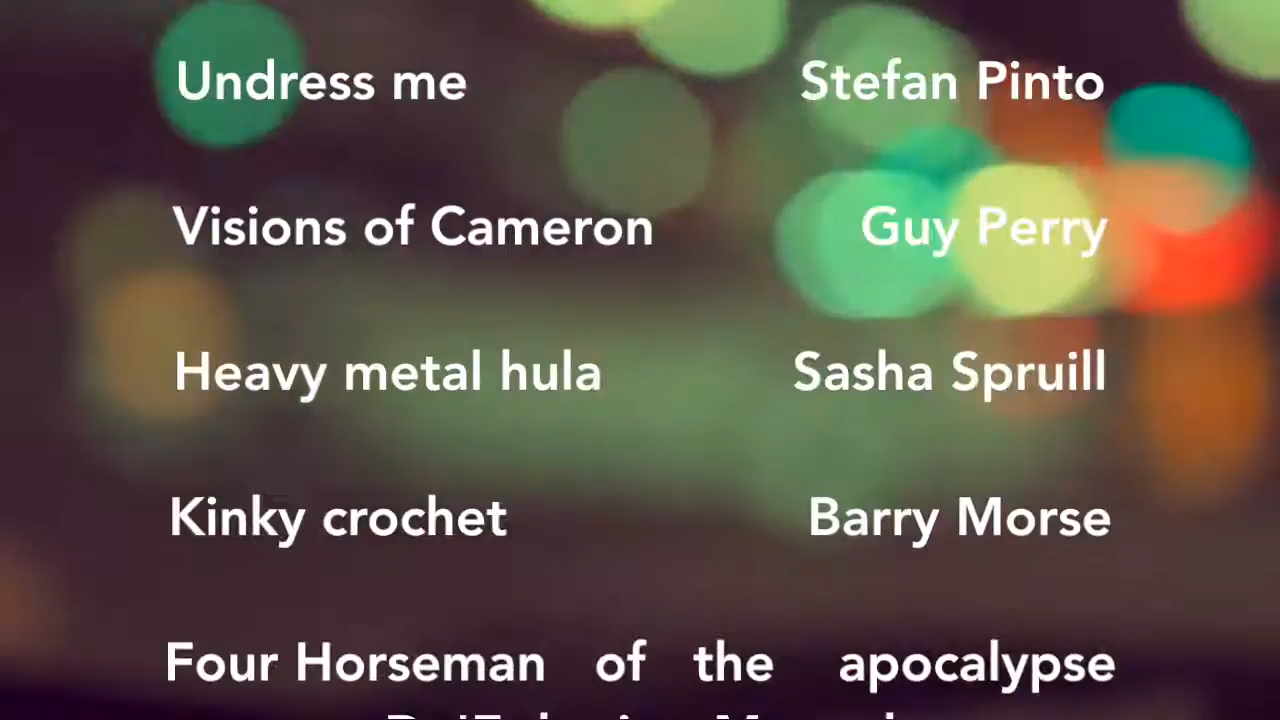 Undress me Stefan Pinto
Visions of Cameron Guy Perry
Heavy metal hula Sasha Spruill
Kinky crochet Barry Morse
Four Horseman of the apocalypse